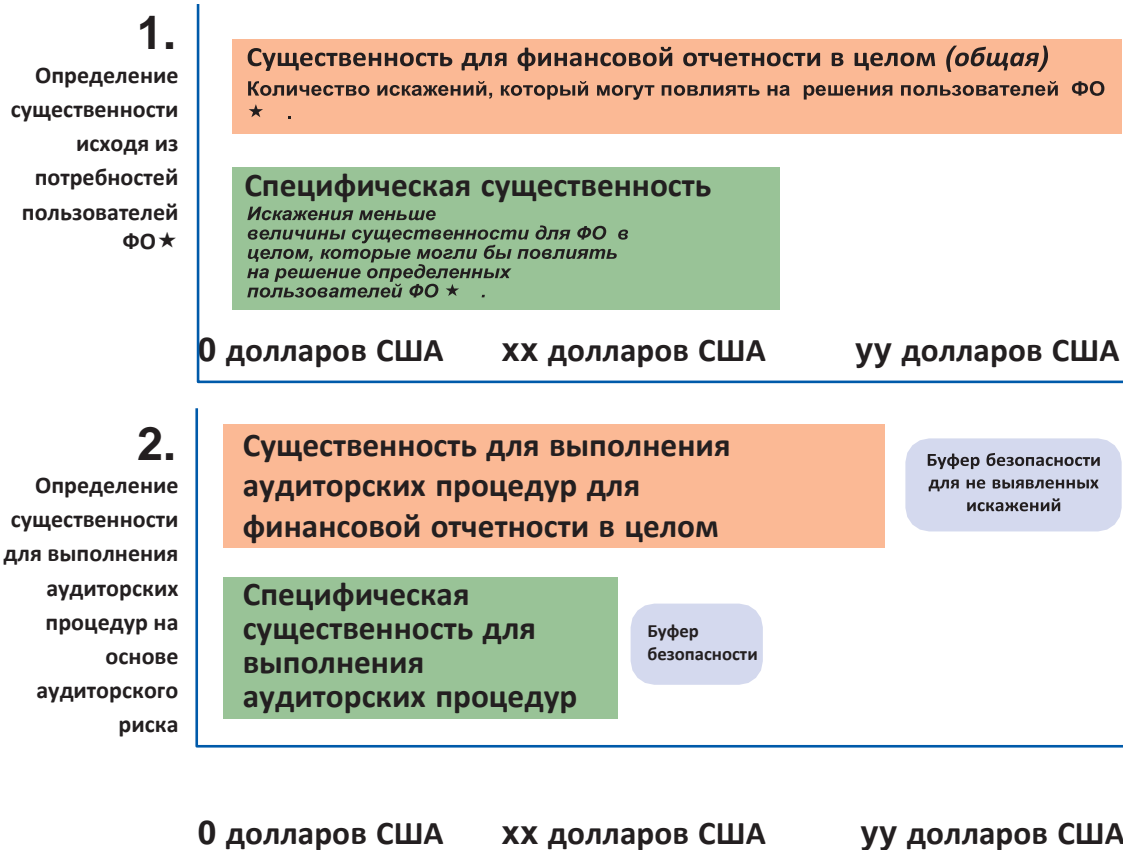 1.
Определение
существенности
исходя из
потребностей
пользователей
ФО★
Существенность для финансовой отчетности в целом (общая)
Количество искажений, который могут повлиять на решения пользователей ФО
★ .
Специфическая существенность
Искажения меньше
величины существенности для ФО в
целом, которые могли бы повлиять
на решение определенных
пользователей ФО ★ .
0 долларов США xx долларов США yy долларов США
2.
Определение
существенности
для выполнения
аудиторских
процедур на
основе
аудиторского
риска
Существенность для выполнения
аудиторских процедур для
финансовой отчетности в целом
Буфер безопасности
для не выявленных
искажений
Специфическая
существенность для
выполнения
аудиторских процедур
Буфер
безопасности
0 долларов США xx долларов США yy долларов США